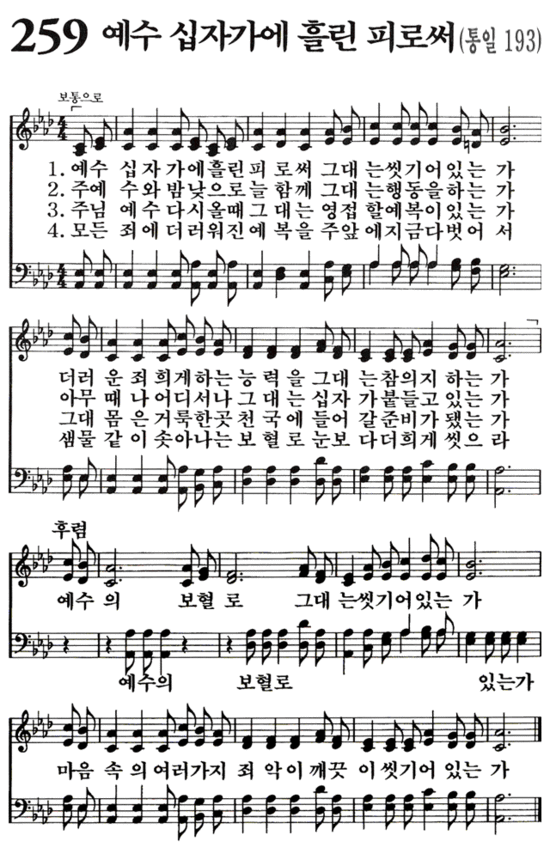 259 예수 십자가에 흘린 피로써(통일 193)
보통으로
1. 예수 십자가에흘린피로써 그대는씻기어있는가
2. 주예수와밤낮으로늘 함께 그대는행동을하는가
3. 주님 예수다시올때그대는 영접할예복이있는가
4. 모든 죄에더러워진예복을주앞에지금다벗어서
더러운죄희게하는능력을그대는참의지하는가
아무때나어디서나그대는십자가붙들고있는가
그대몸은거룩한곳천국에들어갈준비가됐는가
샘물같이솟아나는보혈로눈보다더희게씻으라
후렴
예수의 보혈로 그대는씻기어있는가
예수의 보혈로 있는가
마음속의여러가지죄악이깨끗이씻기어있는가